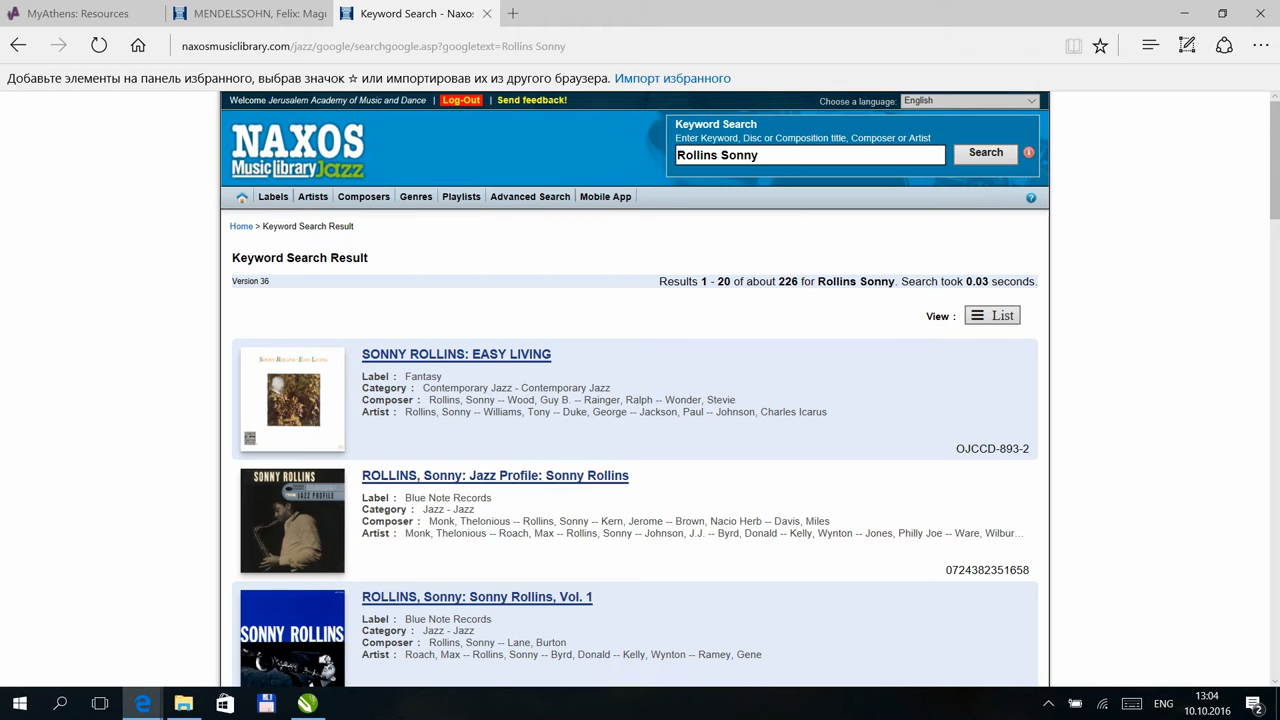 MyAthens: Resources
MENDELSSOHN, Felix: Magi
Keyword Search - Naxos
naxosmusiclibrary.com/jazz/google/searchgoogle.asp?googletext=Rollins Sonny
Добавьте элементы на панель избранного, выбрав значок ☆ или импортировав их из другого браузера. Импорт избранного
Welcome Jerusalem Academy of Music and Dance | Log-Out | Send feedback!
Choose a language: English
NAXOS
Music Library Jazz
Keyword Search
Enter Keyword, Disc or Composition title, Composer or Artist
Rollins Sonny
Search
Labels Artists Composers Genres Playlists Advanced Search Mobile App
Home > Keyword Search Result
Keyword Search Result
Version 36
Results 1 - 20 of about 226 for Rollins Sonny. Search took 0.03 seconds.
View : List
SONNY ROLLINS: EASY LIVING
Label : Fantasy
Category : Contemporary Jazz - Contemporary Jazz
Composer : Rollins, Sonny -- Wood, Guy B. -- Rainger, Ralph -- Wonder, Stevie
Artist : Rollins, Sonny -- Williams, Tony -- Duke, George -- Jackson, Paul -- Johnson, Charles Icarus
OJCCD-893-2
SONNY ROLLINS
JAZZ PROFILE
ROLLINS, Sonny: Jazz Profile: Sonny Rollins
Label : Blue Note Records
Category : Jazz - Jazz
Composer : Monk, Thelonious -- Rollins, Sonny -- Kern, Jerome -- Brown, Nacio Herb -- Davis, Miles
Artist : Monk, Thelonious -- Roach, Max -- Rollins, Sonny -- Johnson, J.J. -- Byrd, Donald -- Kelly, Wynton -- Jones, Philly Joe -- Ware, Wilbur...
0724382351658
SONNY ROLLINS
ROLLINS, Sonny: Sonny Rollins, Vol. 1
Label : Blue Note Records
Category : Jazz - Jazz
Composer : Rollins, Sonny -- Lane, Burton
Artist : Roach, Max -- Rollins, Sonny -- Byrd, Donald -- Kelly, Wynton -- Ramey, Gene
ENG
13:04
10.10.2016
2